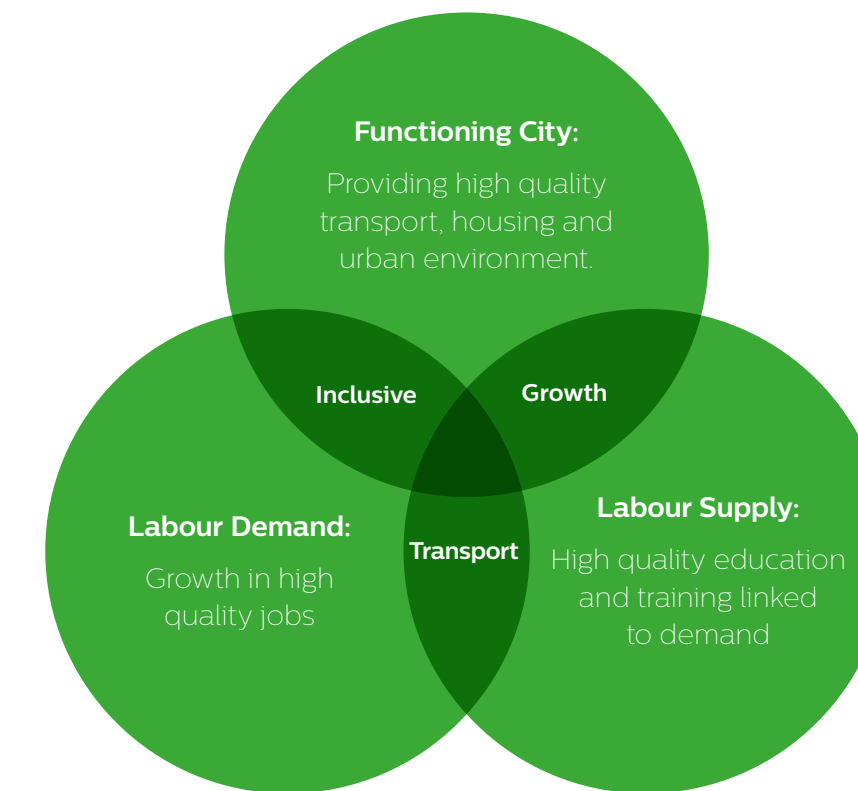 Functioning City:
Providing high quality
transport, housing and
urban environment.
Inclusive
Growth
Labour Demand:
Growth in high
quality jobs
Transport
Labour Supply:
High quality education
and training linked
to demand